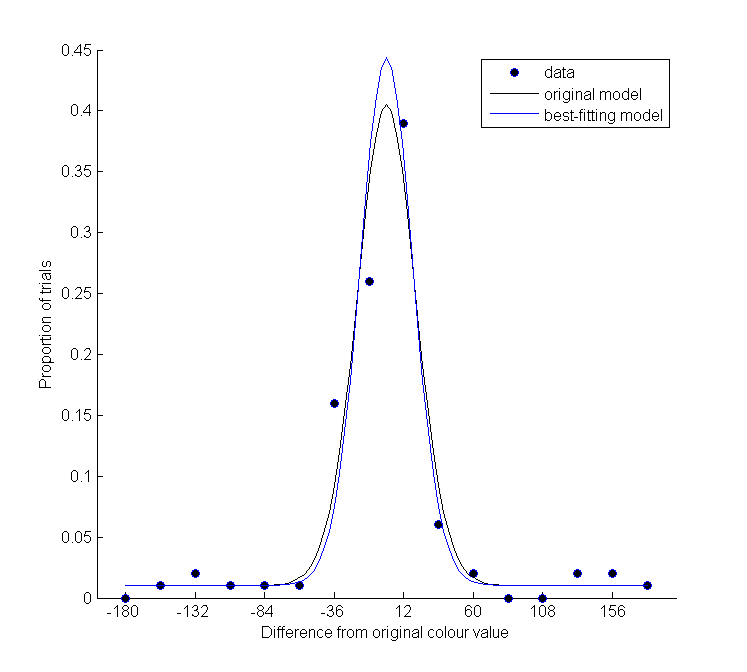 0.45
0.4
0.35
0.3
0.25
0.2
0.15
0.1
0.05
0
Proportion of trials
data
original model
best-fitting model
-180 -132 -84 -36 12 60 108 156
Difference from original colour value